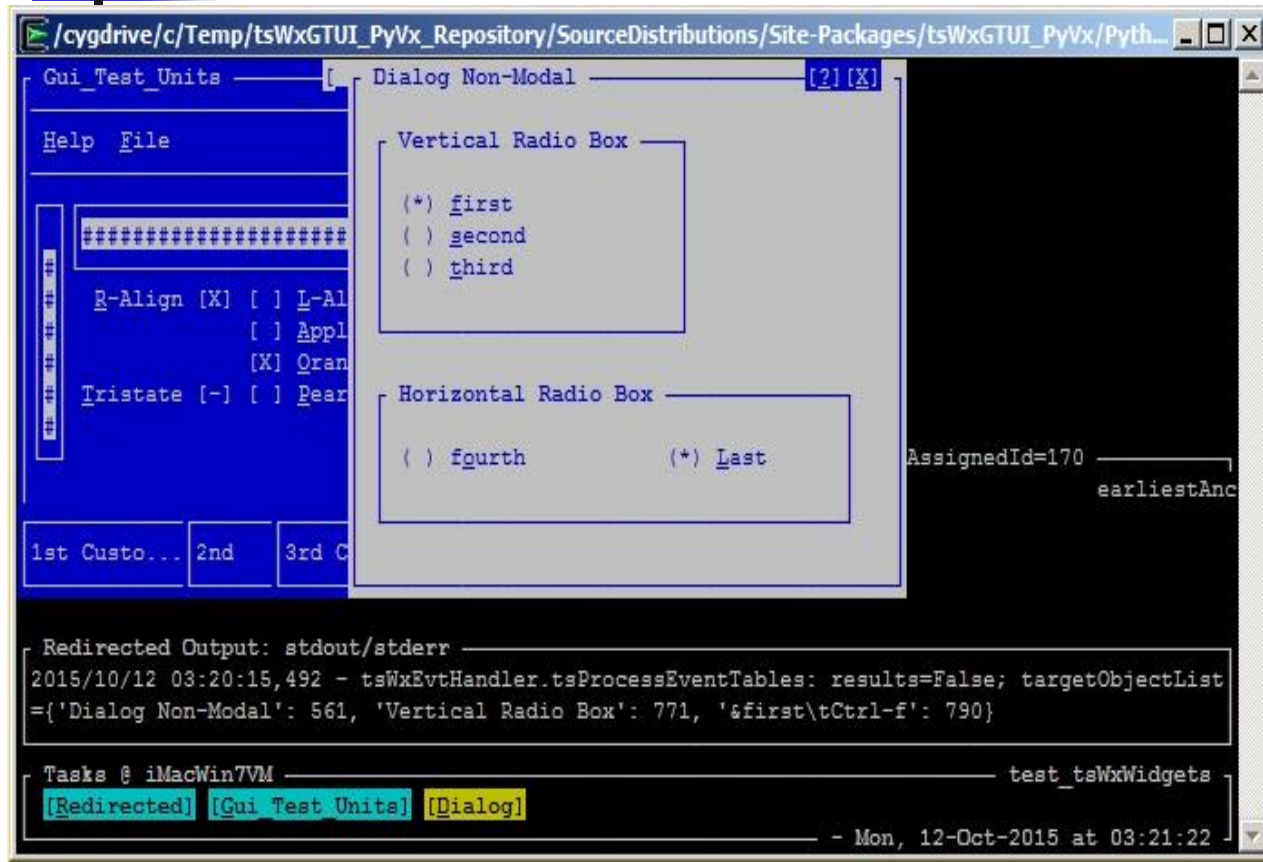 /cygdrive/c/Temp/tsWxGTUI_PyVx_Repository/SourceDistributions/Site-Packages/tsWxGTUI_PyVx/Pyth...
Gui_Test_Units [
Dialog Non-Modal [?][X]
Help File
Vertical Radio Box
(*) first
( ) second
( ) third
######################
#
#
#
#
#
#
R-Align [X] [ ] L-Al
[ ] Appl
[X] Oran
Tristate [-] [ ] Pear
Horizontal Radio Box
( ) fourth (*) Last
AssignedId=170
earliestAnc
1st Custo... 2nd 3rd C
Redirected Output: stdout/stderr
2015/10/12 03:20:15,492 - tsWxEvtHandler.tsProcessEventTables: results=False; targetObjectList
={'Dialog Non-Modal': 561, 'Vertical Radio Box': 771, '&first\tCtrl-f': 790}
Tasks @ iMacWin7VM test_tsWxWidgets
[Redirected] [Gui_Test_Units] [Dialog]
- Mon, 12-Oct-2015 at 03:21:22